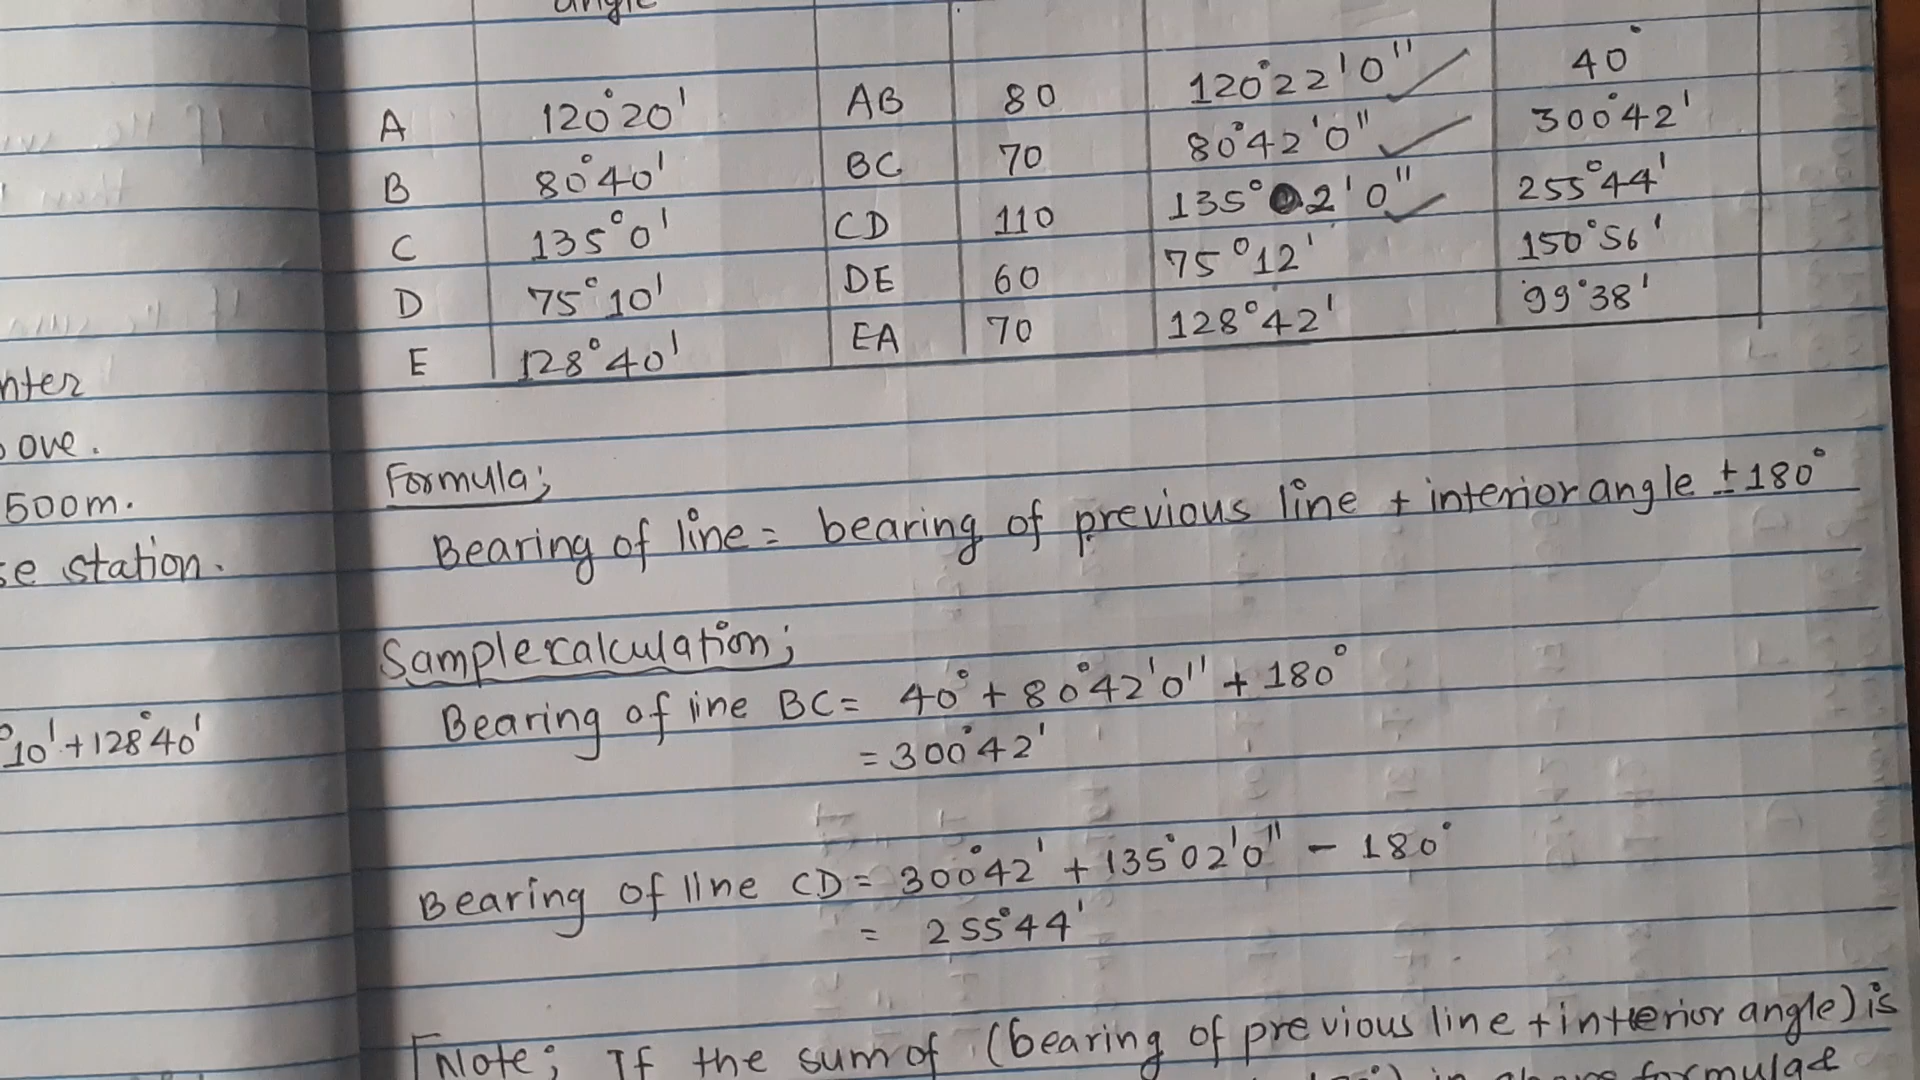 angle
A 120°20' AB 80 120°22'0" 40°
B 80°40' BC 70 80°42'0" 300°42'
C 135°0' CD 110 135°02'0" 255°44'
D 75°10' DE 60 75°12' 150°56'
E 128°40' EA 70 128°42' 99°38'
ove.
500m.
station.
10'+128°40'
Formula;
Bearing of line = bearing of previous line + interior angle ±180°
Sample calculation;
Bearing of line BC = 40° + 80°42'0" + 180°
= 300°42'
Bearing of line CD = 300°42' + 135°02'0" - 180°
= 255°44'
Note; If the sum of (bearing of previous line + interior angle) is